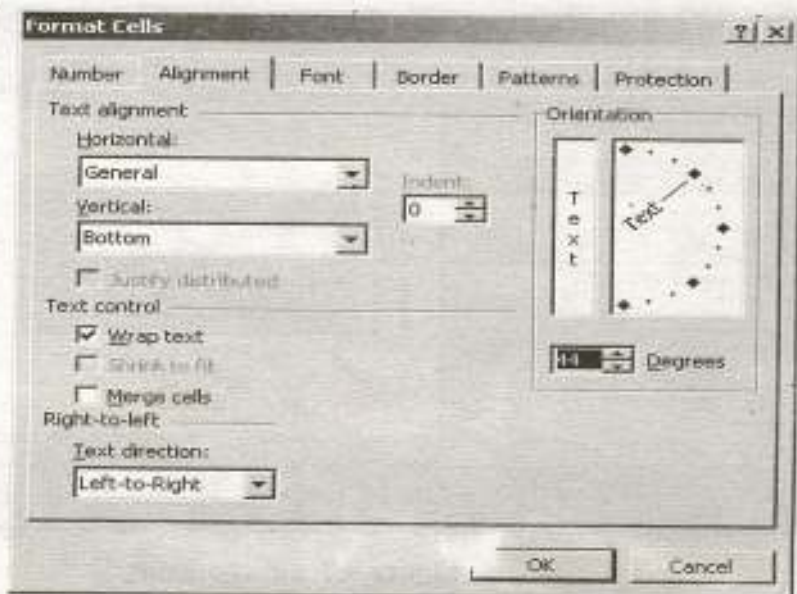 Format Cells
Number Alignment Font Border Patterns Protection
Text alignment
Horizontal:
General
Vertical:
Bottom
Indent:
0
Justify distributed
Text control
Wrap text
Shrink to fit
Merge cells
Right-to-left
Text direction:
Left-to-Right
Orientation
Text
Text
44 Degrees
OK Cancel